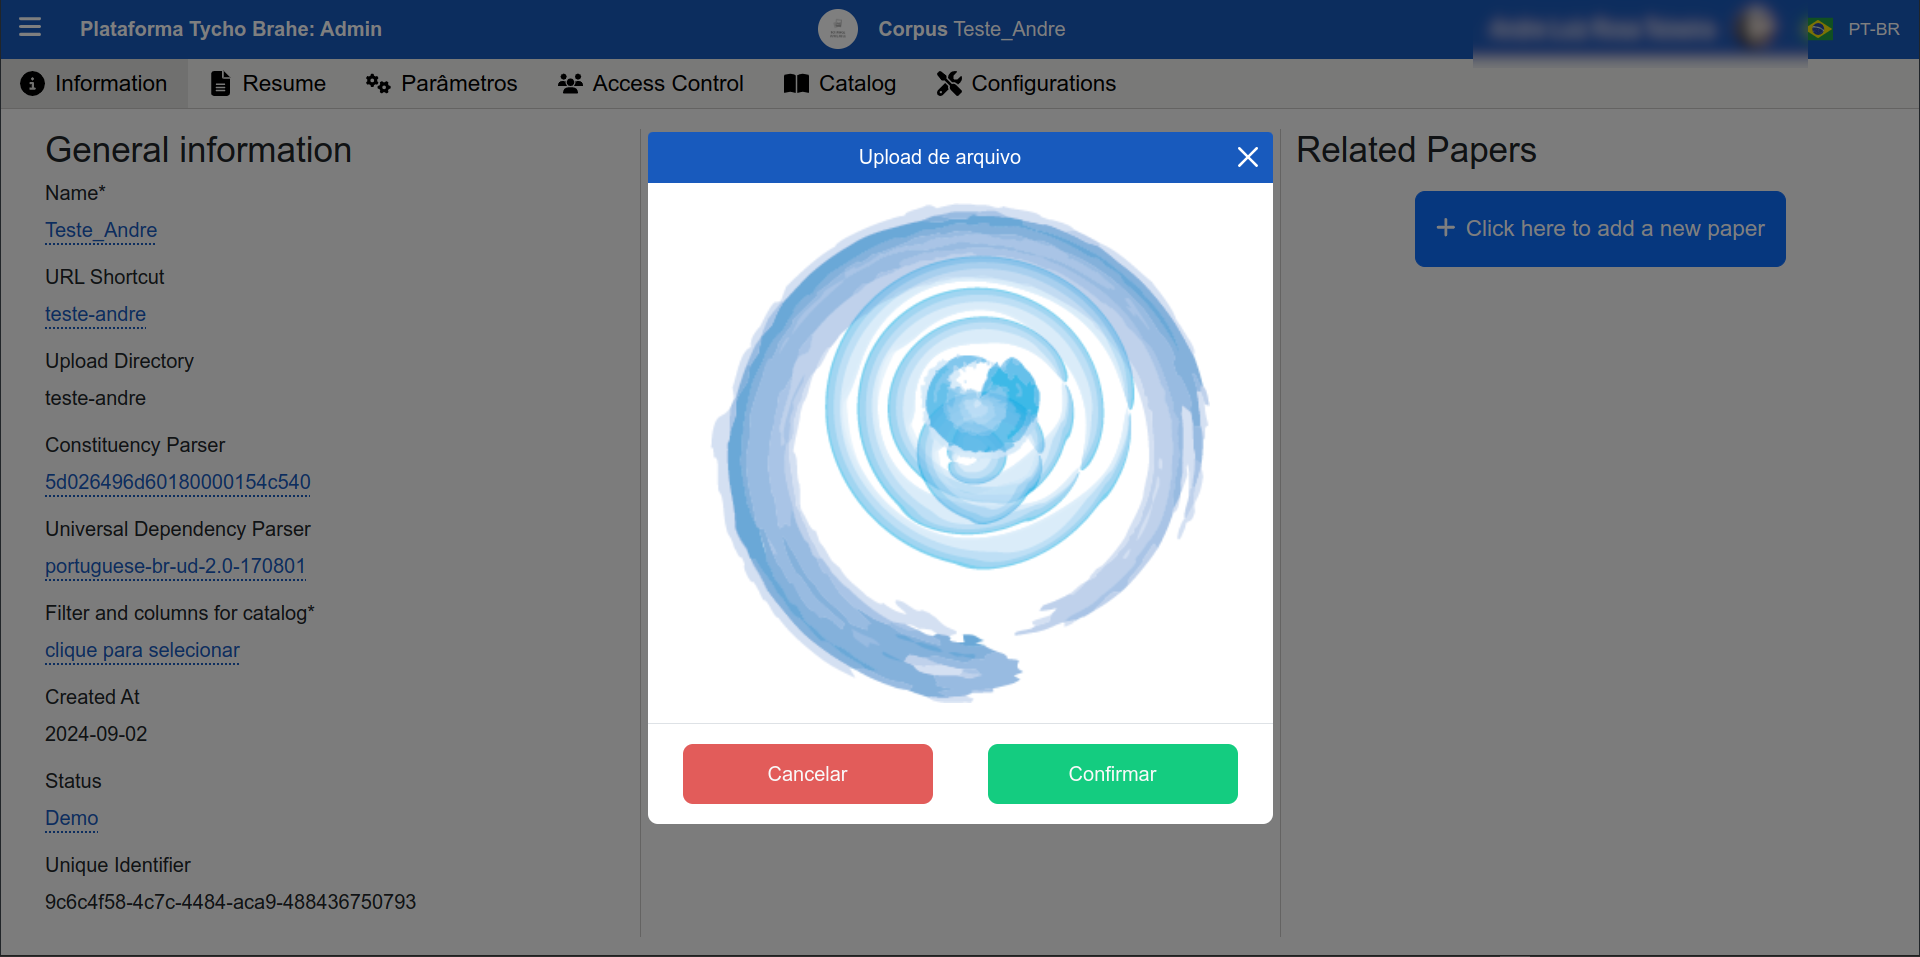 Plataforma Tycho Brahe: Admin
Corpus Teste_Andre
PT-BR
Information
Resume
Parâmetros
Access Control
Catalog
Configurations
General information
Name*
Teste_Andre
URL Shortcut
teste-andre
Upload Directory
teste-andre
Constituency Parser
5d026496d60180000154c540
Universal Dependency Parser
portuguese-br-ud-2.0-170801
Filter and columns for catalog*
clique para selecionar
Created At
2024-09-02
Status
Demo
Unique Identifier
9c6c4f58-4c7c-4484-aca9-488436750793
Upload de arquivo
Cancelar
Confirmar
Related Papers
+ Click here to add a new paper